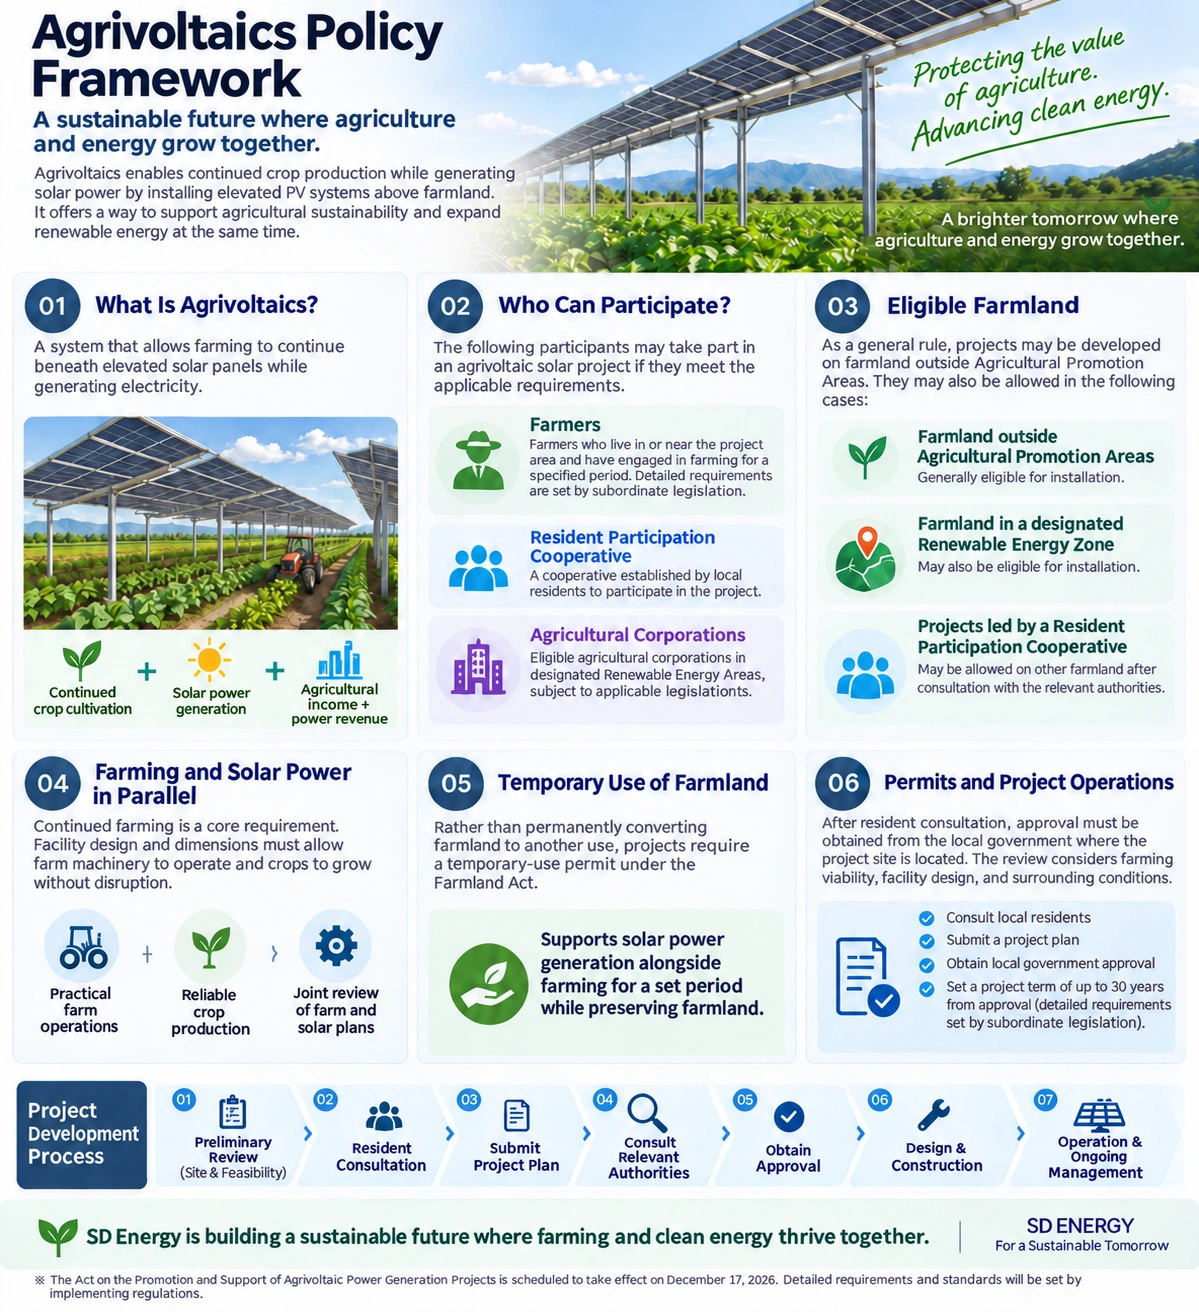 Agrivoltaics Policy
Framework
A sustainable future where agriculture
and energy grow together.
Agrivoltaics enables continued crop production while generating
solar power by installing elevated PV systems above farmland.
It offers a way to support agricultural sustainability and expand
renewable energy at the same time.
Protecting the value
of agriculture.
Advancing clean energy.
A brighter tomorrow where
agriculture and energy grow together.
01
What Is Agrivoltaics?
A system that allows farming to continue
beneath elevated solar panels while
generating electricity.
Continued
crop cultivation
+
Solar power
generation
+
Agricultural
income +
power revenue
02
Who Can Participate?
The following participants may take part in
an agrivoltaic solar project if they meet the
applicable requirements.
Farmers
Farmers who live in or near the project
area and have engaged in farming for a
specified period. Detailed requirements
are set by subordinate legislation.
Resident Participation
Cooperative
A cooperative established by local
residents to participate in the project.
Agricultural Corporations
Eligible agricultural corporations in
designated Renewable Energy Areas,
subject to applicable legislationts.
03
Eligible Farmland
As a general rule, projects may be developed
on farmland outside Agricultural Promotion
Areas. They may also be allowed in the following
cases:
Farmland outside
Agricultural Promotion Areas
Generally eligible for installation.
Farmland in a designated
Renewable Energy Zone
May also be eligible for installation.
Projects led by a Resident
Participation Cooperative
May be allowed on other farmland after
consultation with the relevant authorities.
04
Farming and Solar Power
in Parallel
Continued farming is a core requirement.
Facility design and dimensions must allow
farm machinery to operate and crops to grow
without disruption.
Practical
farm
operations
+
Reliable
crop
production
Joint review
of farm and
solar plans
05
Temporary Use of Farmland
Rather than permanently converting
farmland to another use, projects require
a temporary-use permit under the
Farmland Act.
Supports solar power
generation alongside
farming for a set period
while preserving farmland.
06
Permits and Project Operations
After resident consultation, approval must be
obtained from the local government where the
project site is located. The review considers farming
viability, facility design, and surrounding conditions.
Consult local residents
Submit a project plan
Obtain local government approval
Set a project term of up to 30 years
from approval (detailed requirements
set by subordinate legislation).
Project
Development
Process
01
Preliminary
Review
(Site & Feasibility)
02
Resident
Consultation
03
Submit
Project Plan
04
Consult
Relevant
Authorities
05
Obtain
Approval
06
Design &
Construction
07
Operation &
Ongoing
Management
SD Energy is building a sustainable future where farming and clean energy thrive together.
SD ENERGY
For a Sustainable Tomorrow
※ The Act on the Promotion and Support of Agrivoltaic Power Generation Projects is scheduled to take effect on December 17, 2026. Detailed requirements and standards will be set by
implementing regulations.